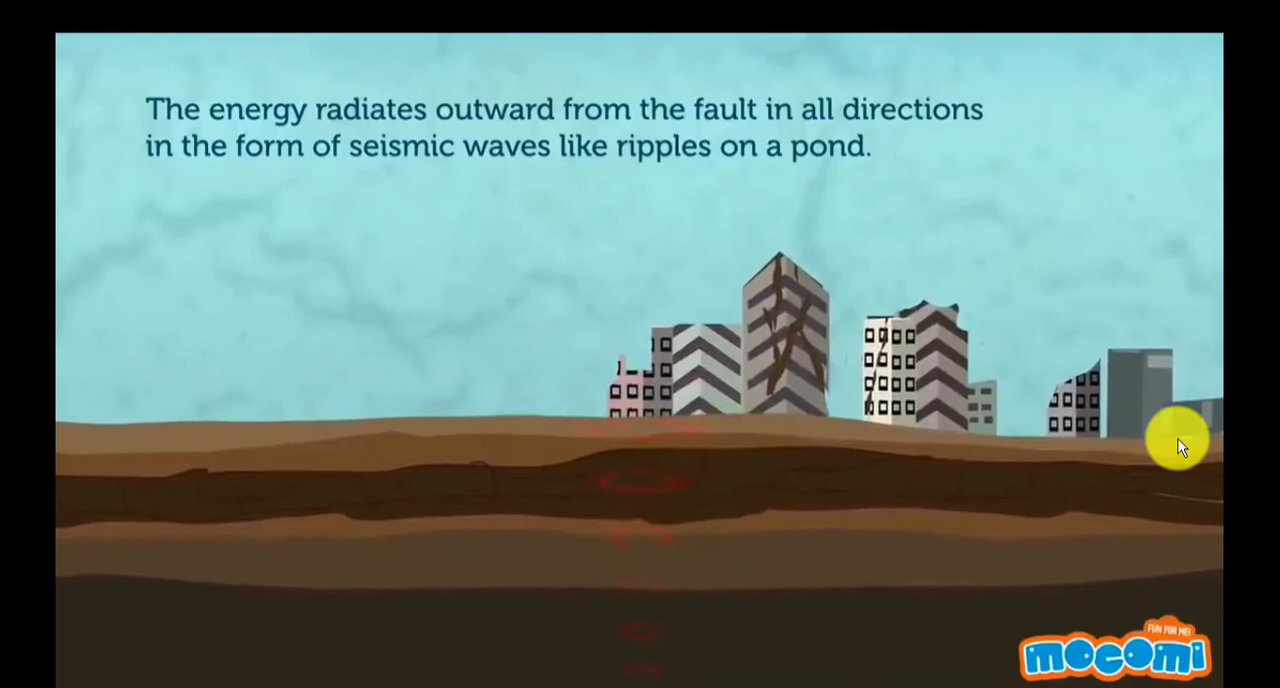 The energy radiates outward from the fault in all directions
in the form of seismic waves like ripples on a pond.
FUN FOR ME!
mocomi